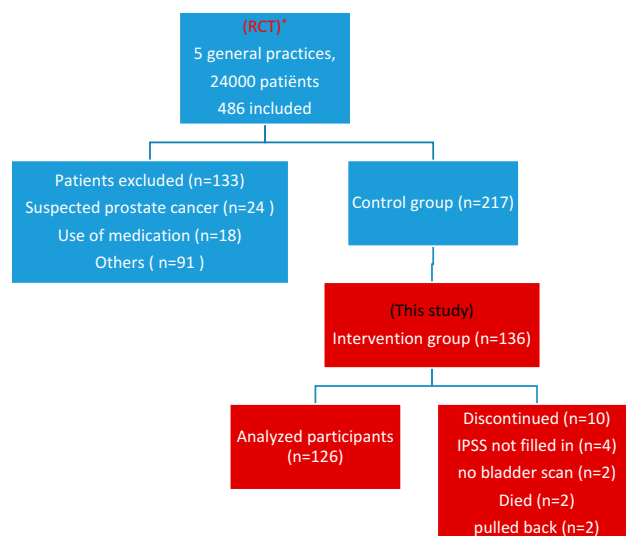 (RCT)*
5 general practices,
24000 patiënts
486 included
Patients excluded (n=133)
Suspected prostate cancer (n=24 )
Use of medication (n=18)
Others ( n=91 )
Control group (n=217)
(This study)
Intervention group (n=136)
Analyzed participants
(n=126)
Discontinued (n=10)
IPSS not filled in (n=4)
no bladder scan (n=2)
Died (n=2)
pulled back (n=2)